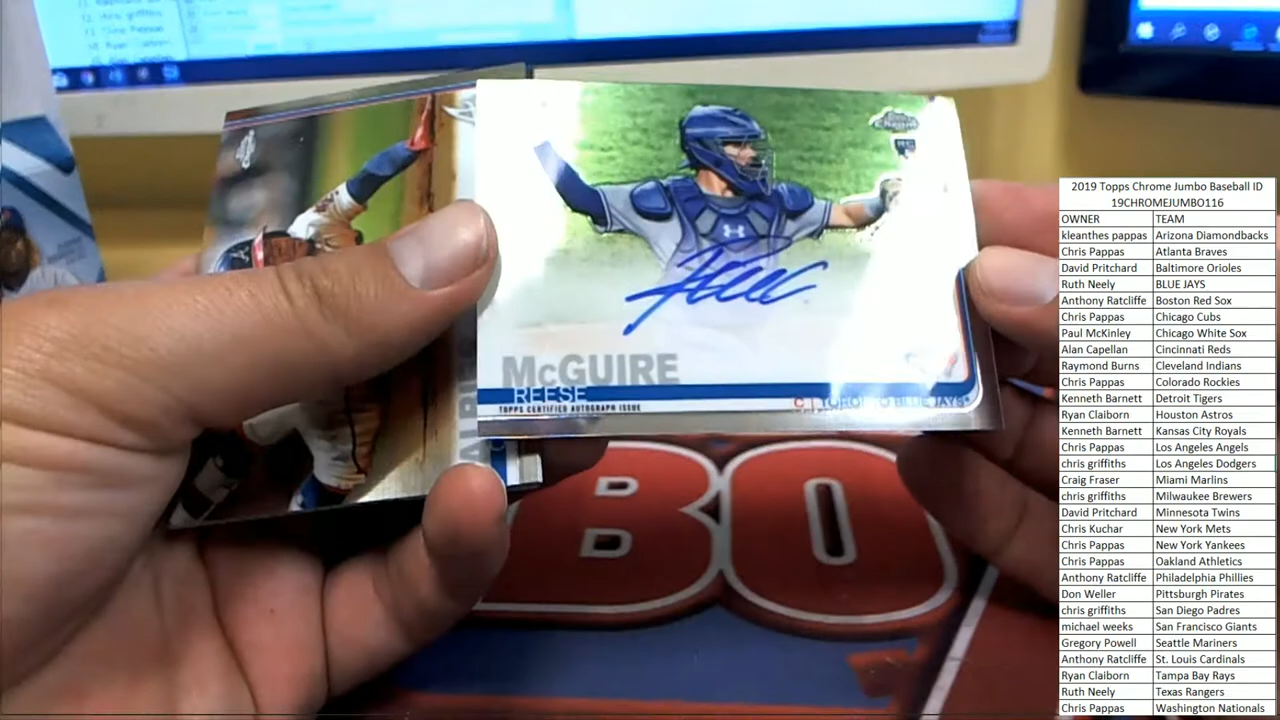 McGUIRE
REESE
TOPPS CERTIFIED AUTOGRAPH ISSUE
C | TORONTO BLUE JAYS
RC
BO
2019 Topps Chrome Jumbo Baseball ID
19CHROMEJUMBO116
OWNER TEAM
kleanthes pappas Arizona Diamondbacks
Chris Pappas Atlanta Braves
David Pritchard Baltimore Orioles
Ruth Neely BLUE JAYS
Anthony Ratcliffe Boston Red Sox
Chris Pappas Chicago Cubs
Paul McKinley Chicago White Sox
Alan Capellan Cincinnati Reds
Raymond Burns Cleveland Indians
Chris Pappas Colorado Rockies
Kenneth Barnett Detroit Tigers
Ryan Claiborn Houston Astros
Kenneth Barnett Kansas City Royals
Chris Pappas Los Angeles Angels
chris griffiths Los Angeles Dodgers
Craig Fraser Miami Marlins
chris griffiths Milwaukee Brewers
David Pritchard Minnesota Twins
Chris Kuchar New York Mets
Chris Pappas New York Yankees
Chris Pappas Oakland Athletics
Anthony Ratcliffe Philadelphia Phillies
Don Weller Pittsburgh Pirates
chris griffiths San Diego Padres
michael weeks San Francisco Giants
Gregory Powell Seattle Mariners
Anthony Ratcliffe St. Louis Cardinals
Ryan Claiborn Tampa Bay Rays
Ruth Neely Texas Rangers
Chris Pappas Washington Nationals